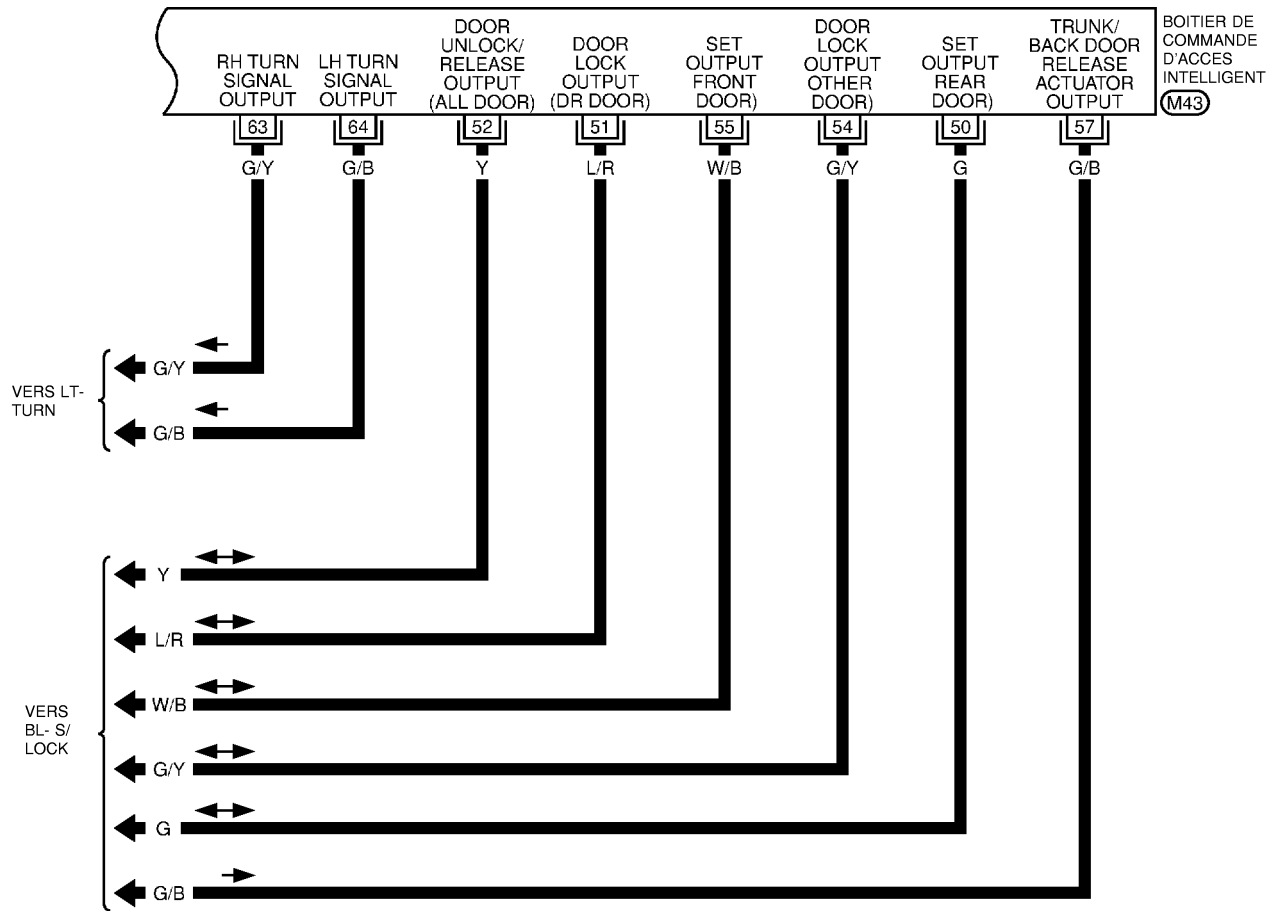 RH TURN
SIGNAL
OUTPUT
LH TURN
SIGNAL
OUTPUT
DOOR
UNLOCK/
RELEASE
OUTPUT
(ALL DOOR)
DOOR
LOCK
OUTPUT
(DR DOOR)
SET
OUTPUT
FRONT
DOOR)
DOOR
LOCK
OUTPUT
OTHER
DOOR)
SET
OUTPUT
REAR
DOOR)
TRUNK/
BACK DOOR
RELEASE
ACTUATOR
OUTPUT
BOITIER DE
COMMANDE
D'ACCES
INTELLIGENT
M43
63
64
52
51
55
54
50
57
G/Y
G/B
Y
L/R
W/B
G/Y
G
G/B
VERS LT-
TURN
G/Y
G/B
VERS
BL- S/
LOCK
Y
L/R
W/B
G/Y
G
G/B